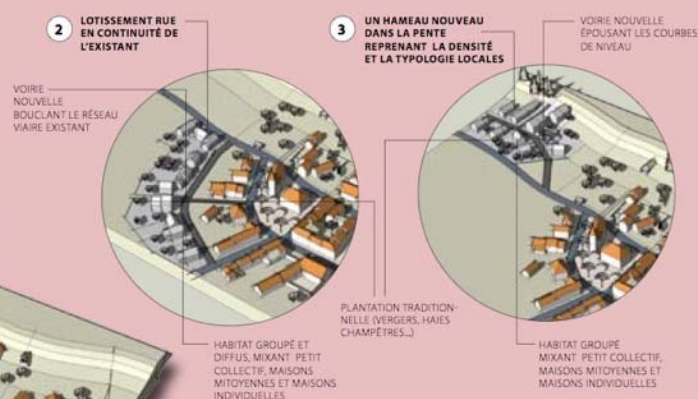 2
LOTISSEMENT RUE
EN CONTINUITÉ DE
L'EXISTANT
VOIRIE
NOUVELLE
BOUCLANT LE RÉSEAU
VIAIRE EXISTANT
3
UN HAMEAU NOUVEAU
DANS LA PENTE
REPRENANT LA DENSITÉ
ET LA TYPOLOGIE LOCALES
VOIRIE NOUVELLE
ÉPOUSANT LES COURBES
DE NIVEAU
PLANTATION TRADITION-
NELLE (VERGERS, HAIES
CHAMPÊTRES...)
HABITAT GROUPÉ ET
DIFFUS, MIXANT PETIT
COLLECTIF, MAISONS
MITOYENNES ET MAISONS
INDIVIDUELLES
HABITAT GROUPÉ
MIXANT PETIT COLLECTIF,
MAISONS MITOYENNES ET
MAISONS INDIVIDUELLES